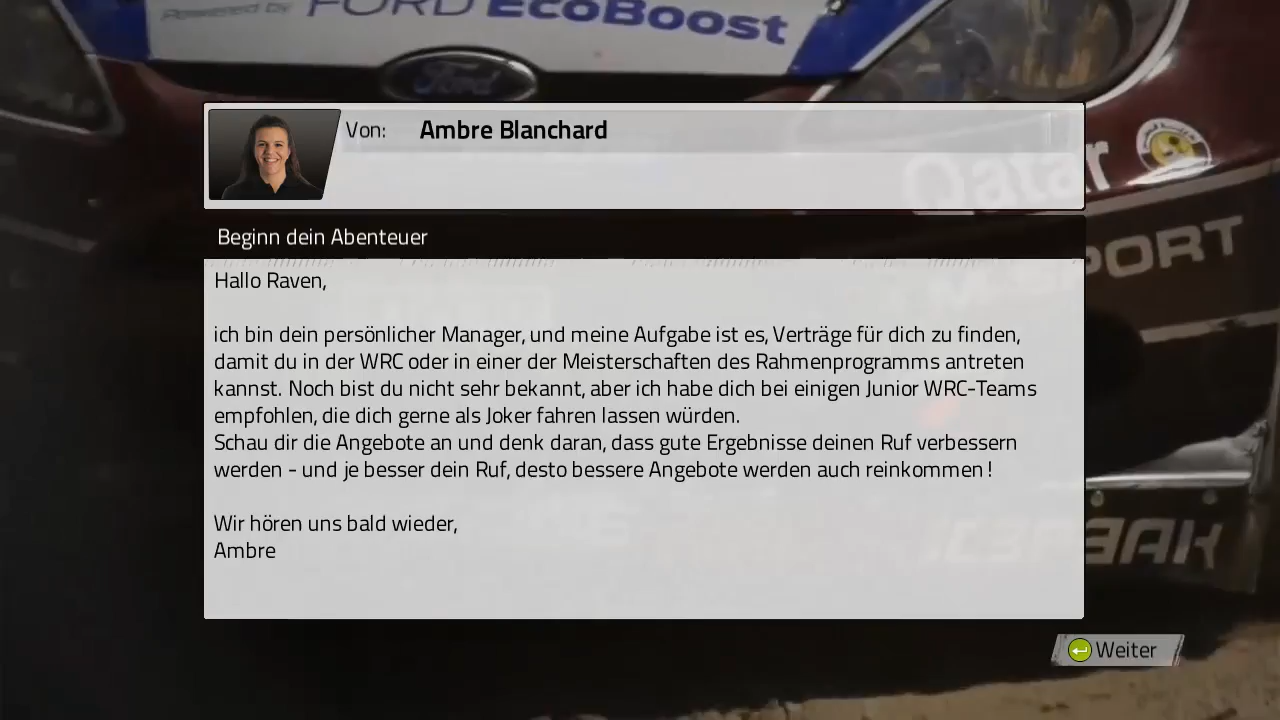 Powered by FORD EcoBoost
Ford
Von: Ambre Blanchard
Qatar
Beginn dein Abenteuer
PORT
Hallo Raven,
ich bin dein persönlicher Manager, und meine Aufgabe ist es, Verträge für dich zu finden,
damit du in der WRC oder in einer der Meisterschaften des Rahmenprogramms antreten
kannst. Noch bist du nicht sehr bekannt, aber ich habe dich bei einigen Junior WRC-Teams
empfohlen, die dich gerne als Joker fahren lassen würden.
Schau dir die Angebote an und denk daran, dass gute Ergebnisse deinen Ruf verbessern
werden - und je besser dein Ruf, desto bessere Angebote werden auch reinkommen !
Wir hören uns bald wieder,
Ambre
Weiter